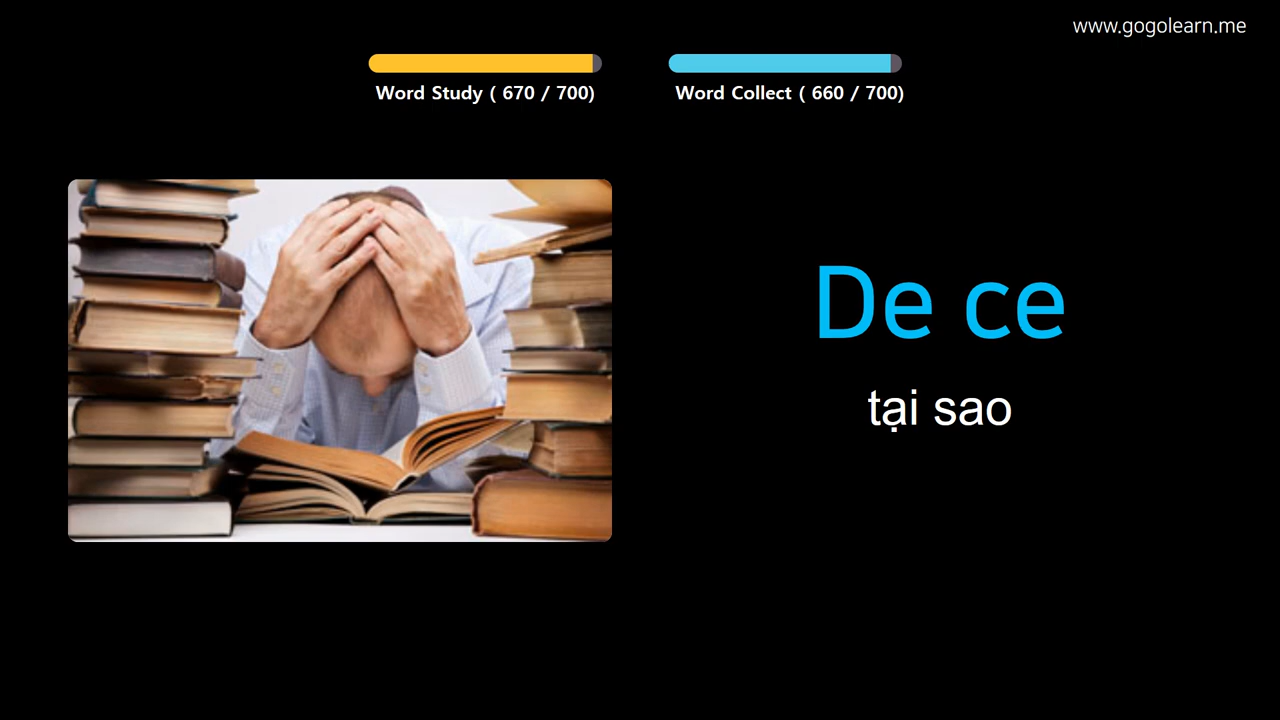 www.gogolearn.me
Word Study ( 670 / 700)
Word Collect ( 660 / 700)
De ce
tại sao